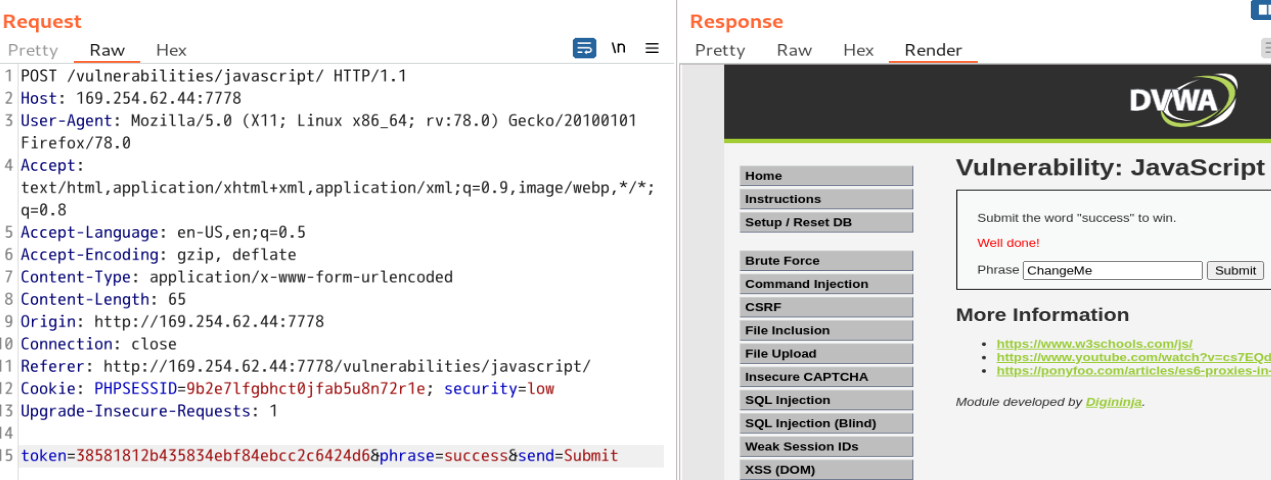 Request
Pretty Raw Hex
\n
1 POST /vulnerabilities/javascript/ HTTP/1.1
2 Host: 169.254.62.44:7778
3 User-Agent: Mozilla/5.0 (X11; Linux x86_64; rv:78.0) Gecko/20100101
Firefox/78.0
4 Accept:
text/html,application/xhtml+xml,application/xml;q=0.9,image/webp,*/*;
q=0.8
5 Accept-Language: en-US,en;q=0.5
6 Accept-Encoding: gzip, deflate
7 Content-Type: application/x-www-form-urlencoded
8 Content-Length: 65
9 Origin: http://169.254.62.44:7778
10 Connection: close
11 Referer: http://169.254.62.44:7778/vulnerabilities/javascript/
12 Cookie: PHPSESSID=9b2e7lfgbhct0jfab5u8n72r1e; security=low
13 Upgrade-Insecure-Requests: 1
14
15 token=38581812b435834ebf84ebcc2c6424d6&phrase=success&send=Submit
Response
Pretty Raw Hex Render
DVWA
Home
Instructions
Setup / Reset DB
Brute Force
Command Injection
CSRF
File Inclusion
File Upload
Insecure CAPTCHA
SQL Injection
SQL Injection (Blind)
Weak Session IDs
XSS (DOM)
Vulnerability: JavaScript
Submit the word "success" to win.
Well done!
Phrase ChangeMe Submit
More Information
https://www.w3schools.com/js/
https://www.youtube.com/watch?v=cs7EQd
https://ponyfoo.com/articles/es6-proxies-in-
Module developed by Digininja.